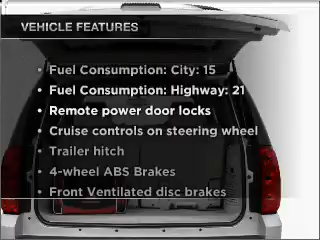 VEHICLE FEATURES
• Fuel Consumption: City: 15
• Fuel Consumption: Highway: 21
• Remote power door locks
• Cruise controls on steering wheel
• Trailer hitch
• 4-wheel ABS Brakes
• Front Ventilated disc brakes